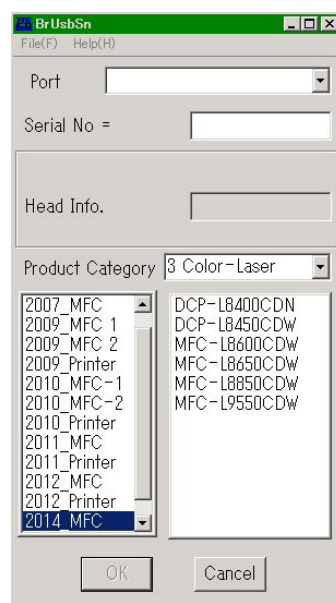 BrUsbSn
File(F) Help(H)
Port
Serial No =
Head Info.
Product Category 3 Color-Laser
2007_MFC
2009_MFC 1
2009_MFC 2
2009_Printer
2010_MFC-1
2010_MFC-2
2010_Printer
2011_MFC
2011_Printer
2012_MFC
2012_Printer
2014_MFC
DCP-L8400CDN
DCP-L8450CDW
MFC-L8600CDW
MFC-L8650CDW
MFC-L8850CDW
MFC-L9550CDW
OK Cancel